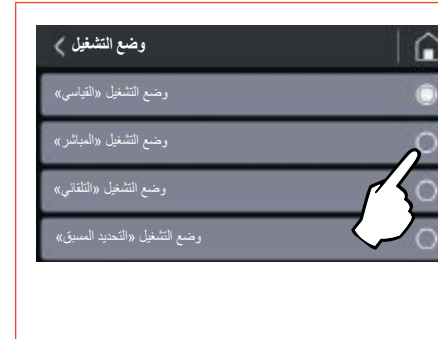 وضع التشغيل
وضع التشغيل «القياسي»
وضع التشغيل «المباشر»
وضع التشغيل «التلقائي»
وضع التشغيل «التحديد المسبق»